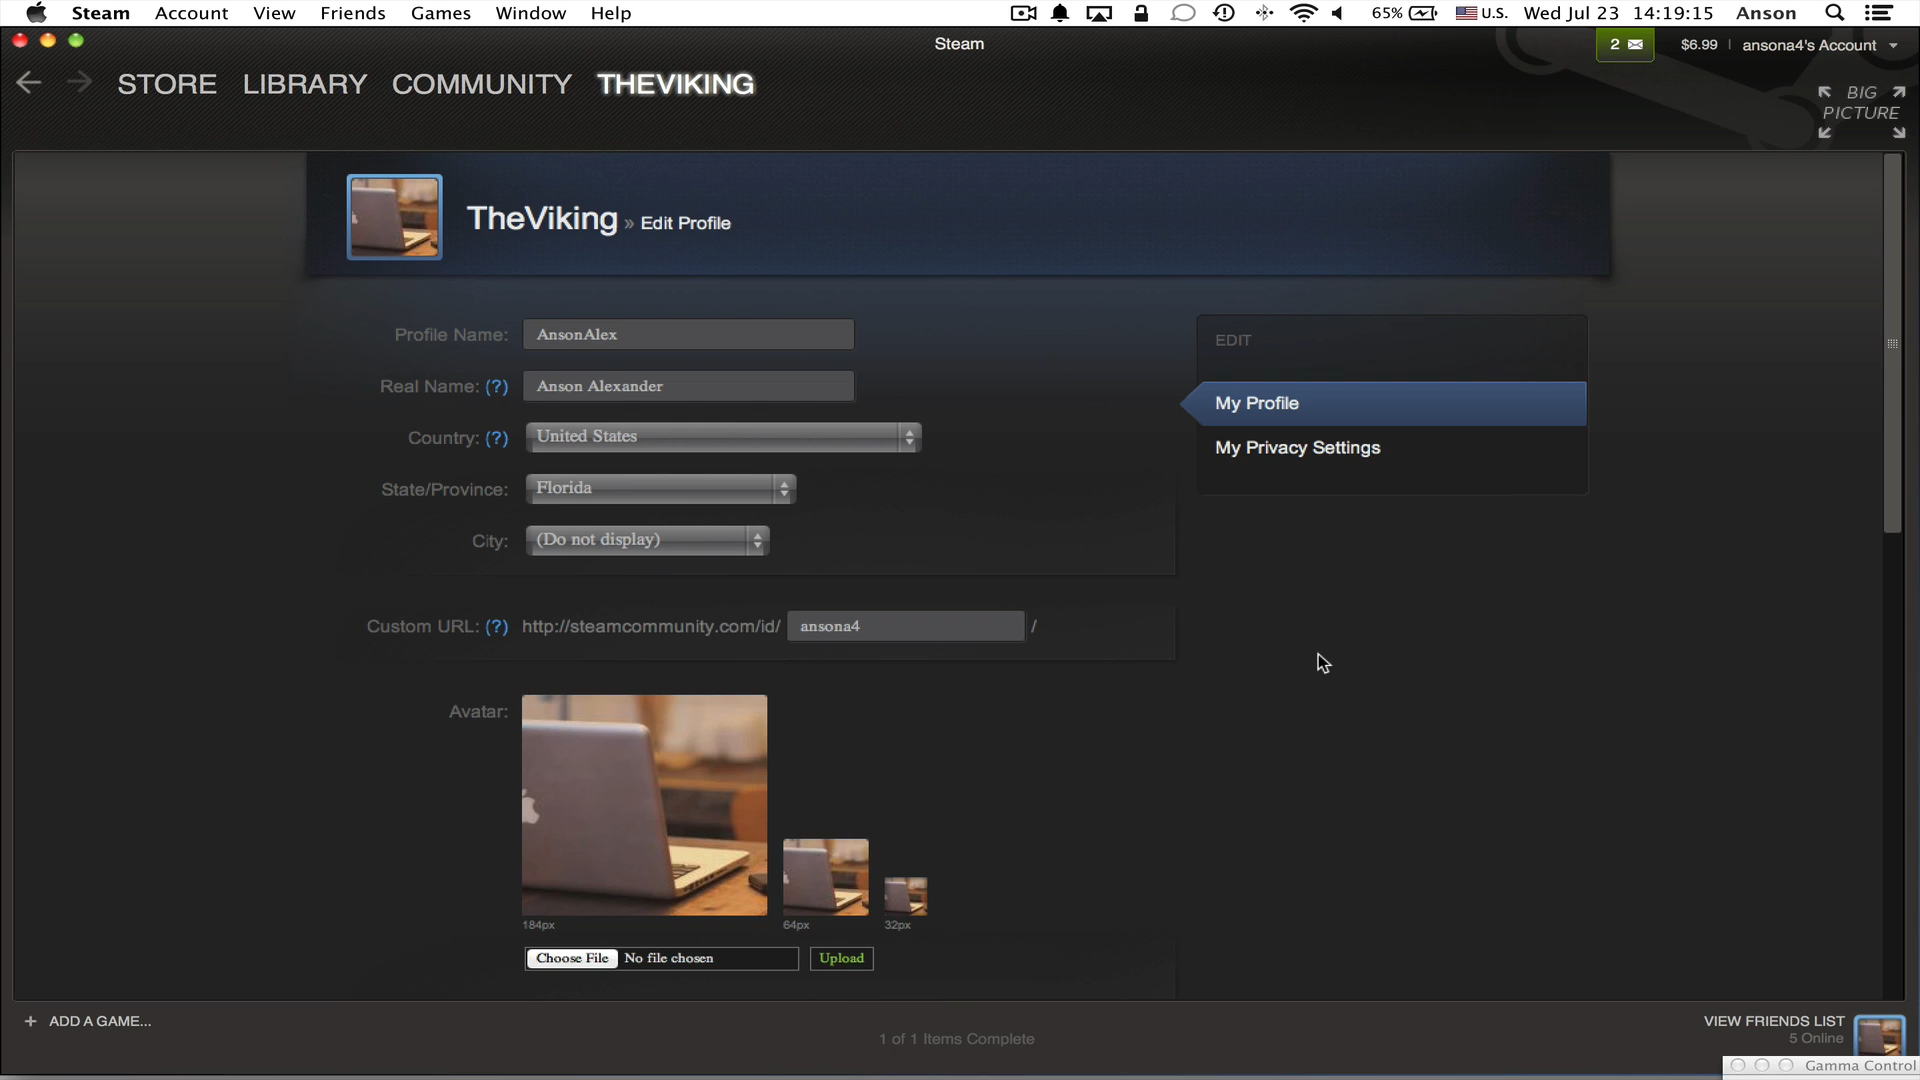 Steam Account View Friends Games Window Help 65% U.S. Wed Jul 23 14:19:15 Anson
Steam
2 $6.99 ansona4's Account
STORE LIBRARY COMMUNITY THEVIKING
BIG
PICTURE
TheViking » Edit Profile
Profile Name: AnsonAlex
Real Name: (?) Anson Alexander
Country: (?) United States
State/Province: Florida
City: (Do not display)
EDIT
My Profile
My Privacy Settings
Custom URL: (?) http://steamcommunity.com/id/ ansona4 /
Avatar:
184px 64px 32px
Choose File No file chosen Upload
+ ADD A GAME...
1 of 1 Items Complete
VIEW FRIENDS LIST
5 Online
Gamma Control